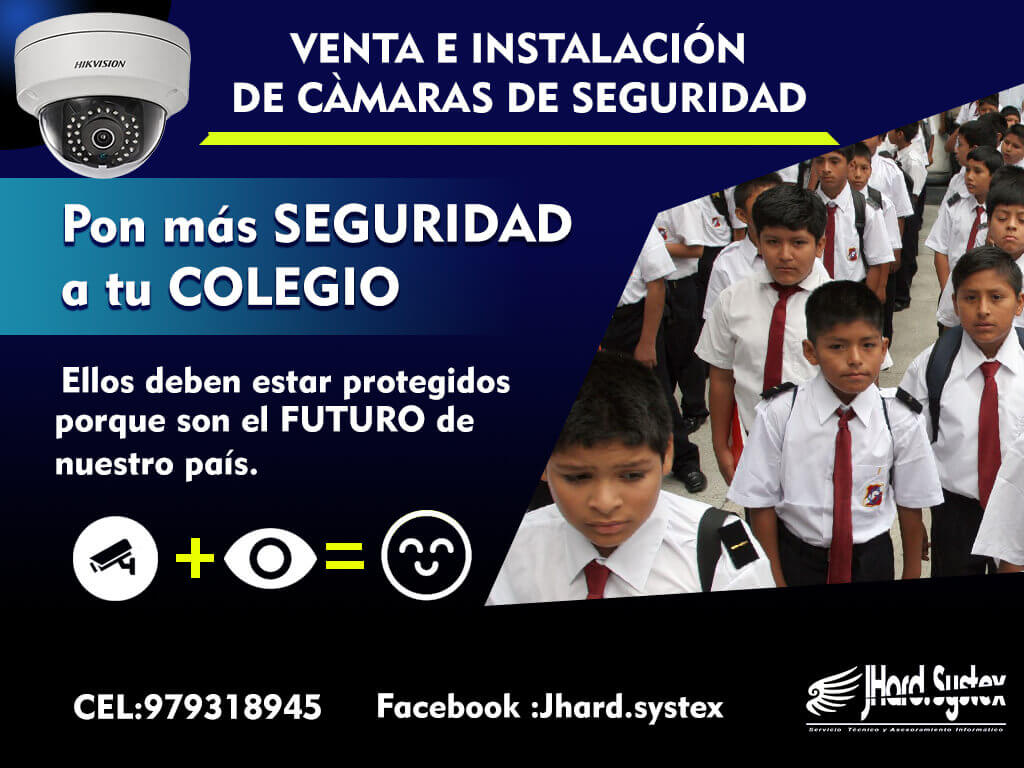 HIKVISION
VENTA E INSTALACIÓN
DE CÀMARAS DE SEGURIDAD
Pon más SEGURIDAD
a tu COLEGIO
Ellos deben estar protegidos
porque son el FUTURO de
nuestro país.
CEL:979318945
Facebook :Jhard.systex
JHard.Systex
Servicio Técnico y Asesoramiento Informatico